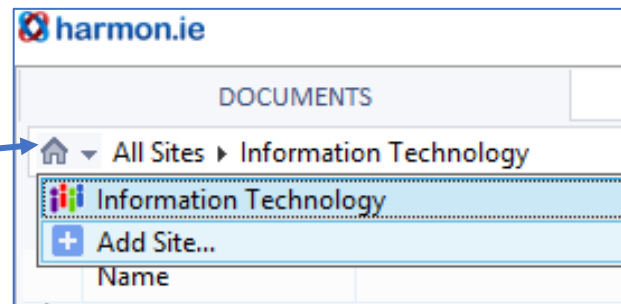 harmon.ie
DOCUMENTS
All Sites Information Technology
Information Technology
Add Site...
Name